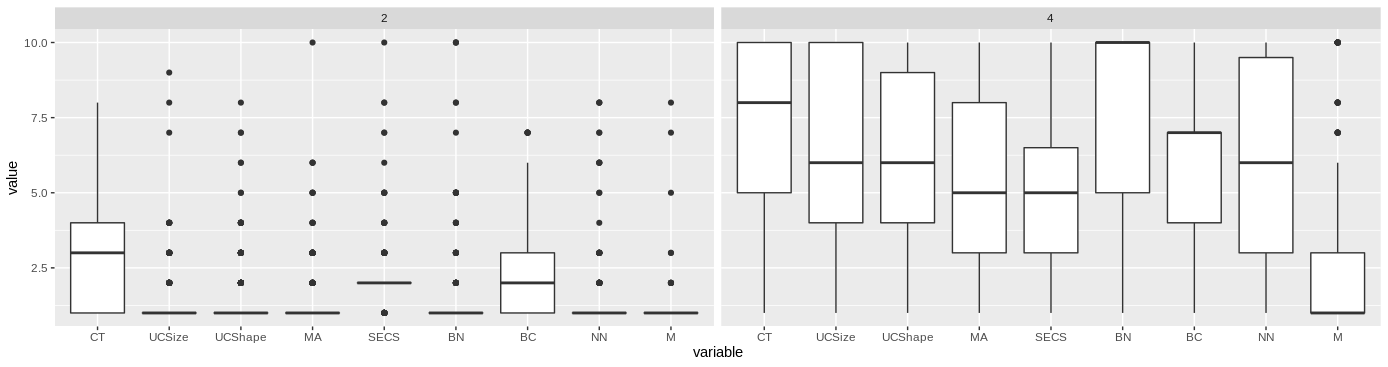 2
4
10.0
7.5
5.0
2.5
value
CT UCSize UCShape MA SECS BN BC NN M
CT UCSize UCShape MA SECS BN BC NN M
variable